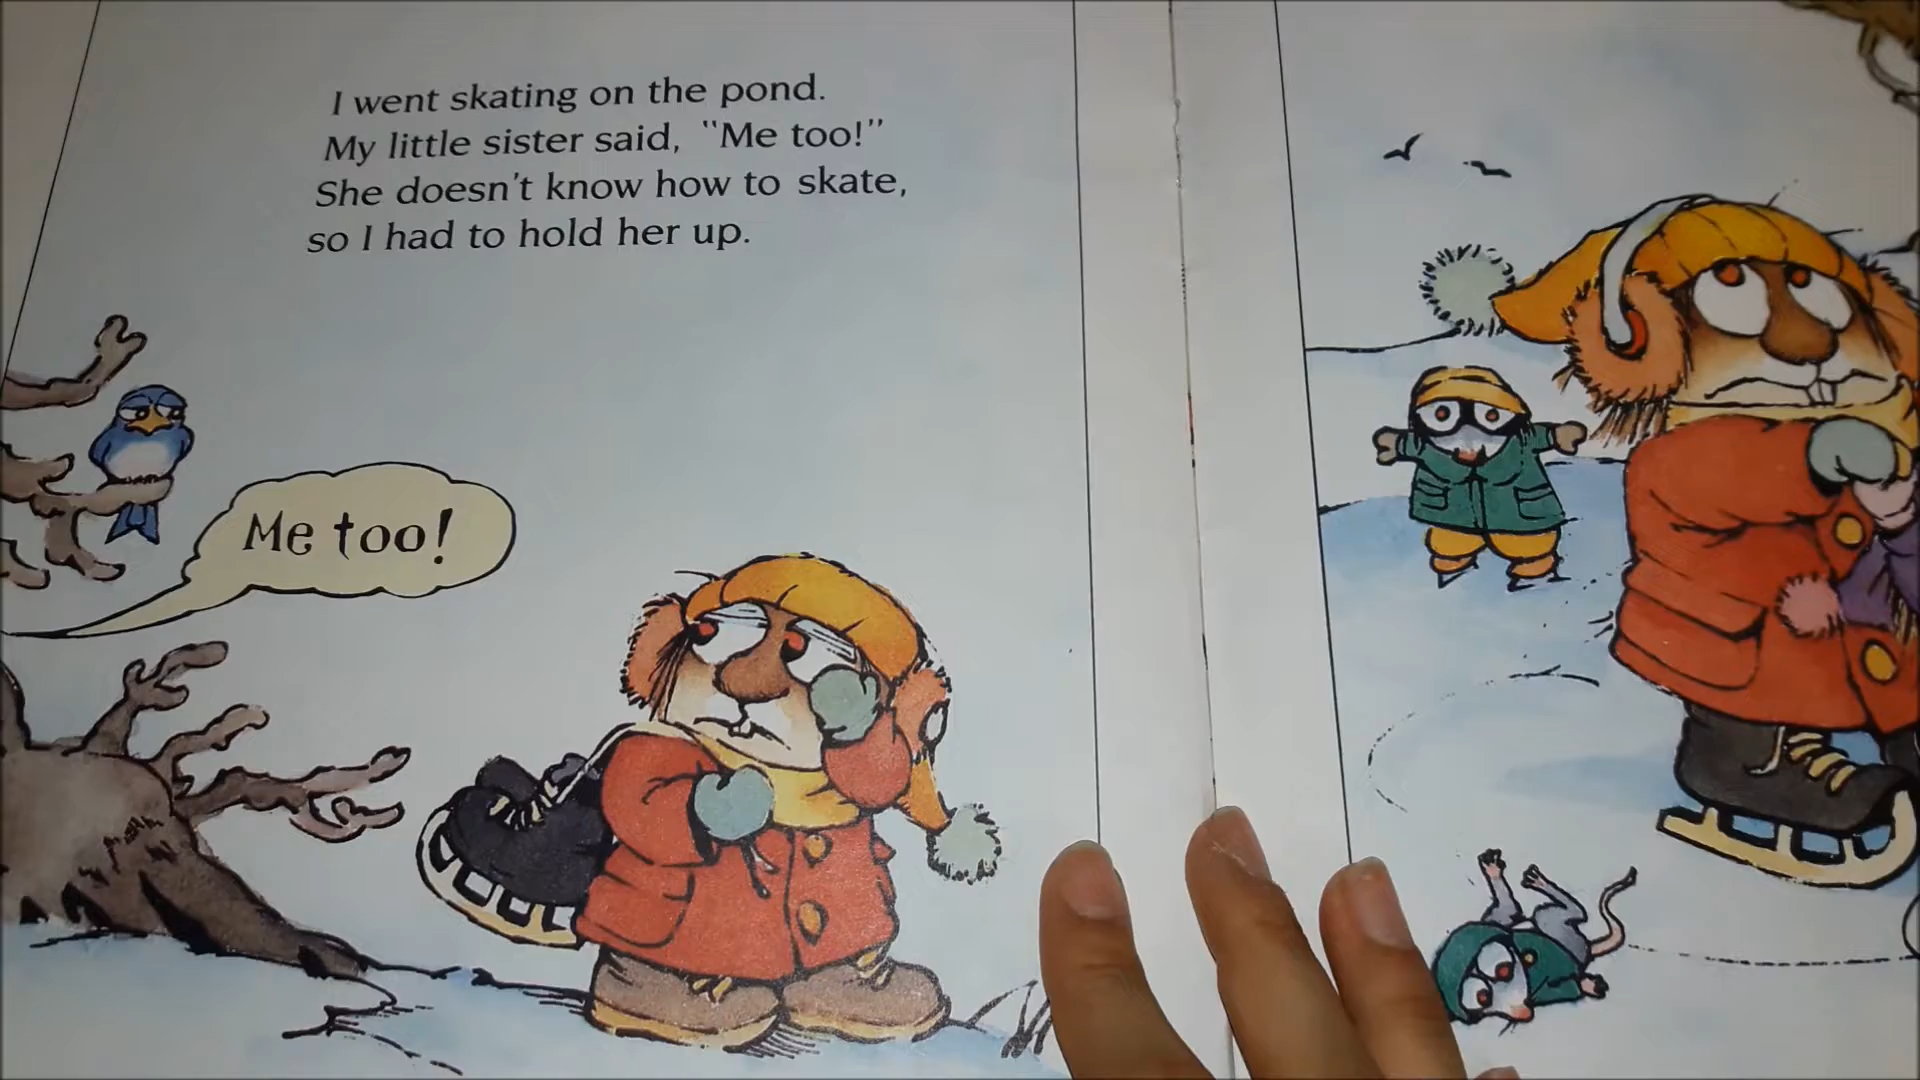 I went skating on the pond.
My little sister said, "Me too!"
She doesn't know how to skate,
so I had to hold her up.
Me too!